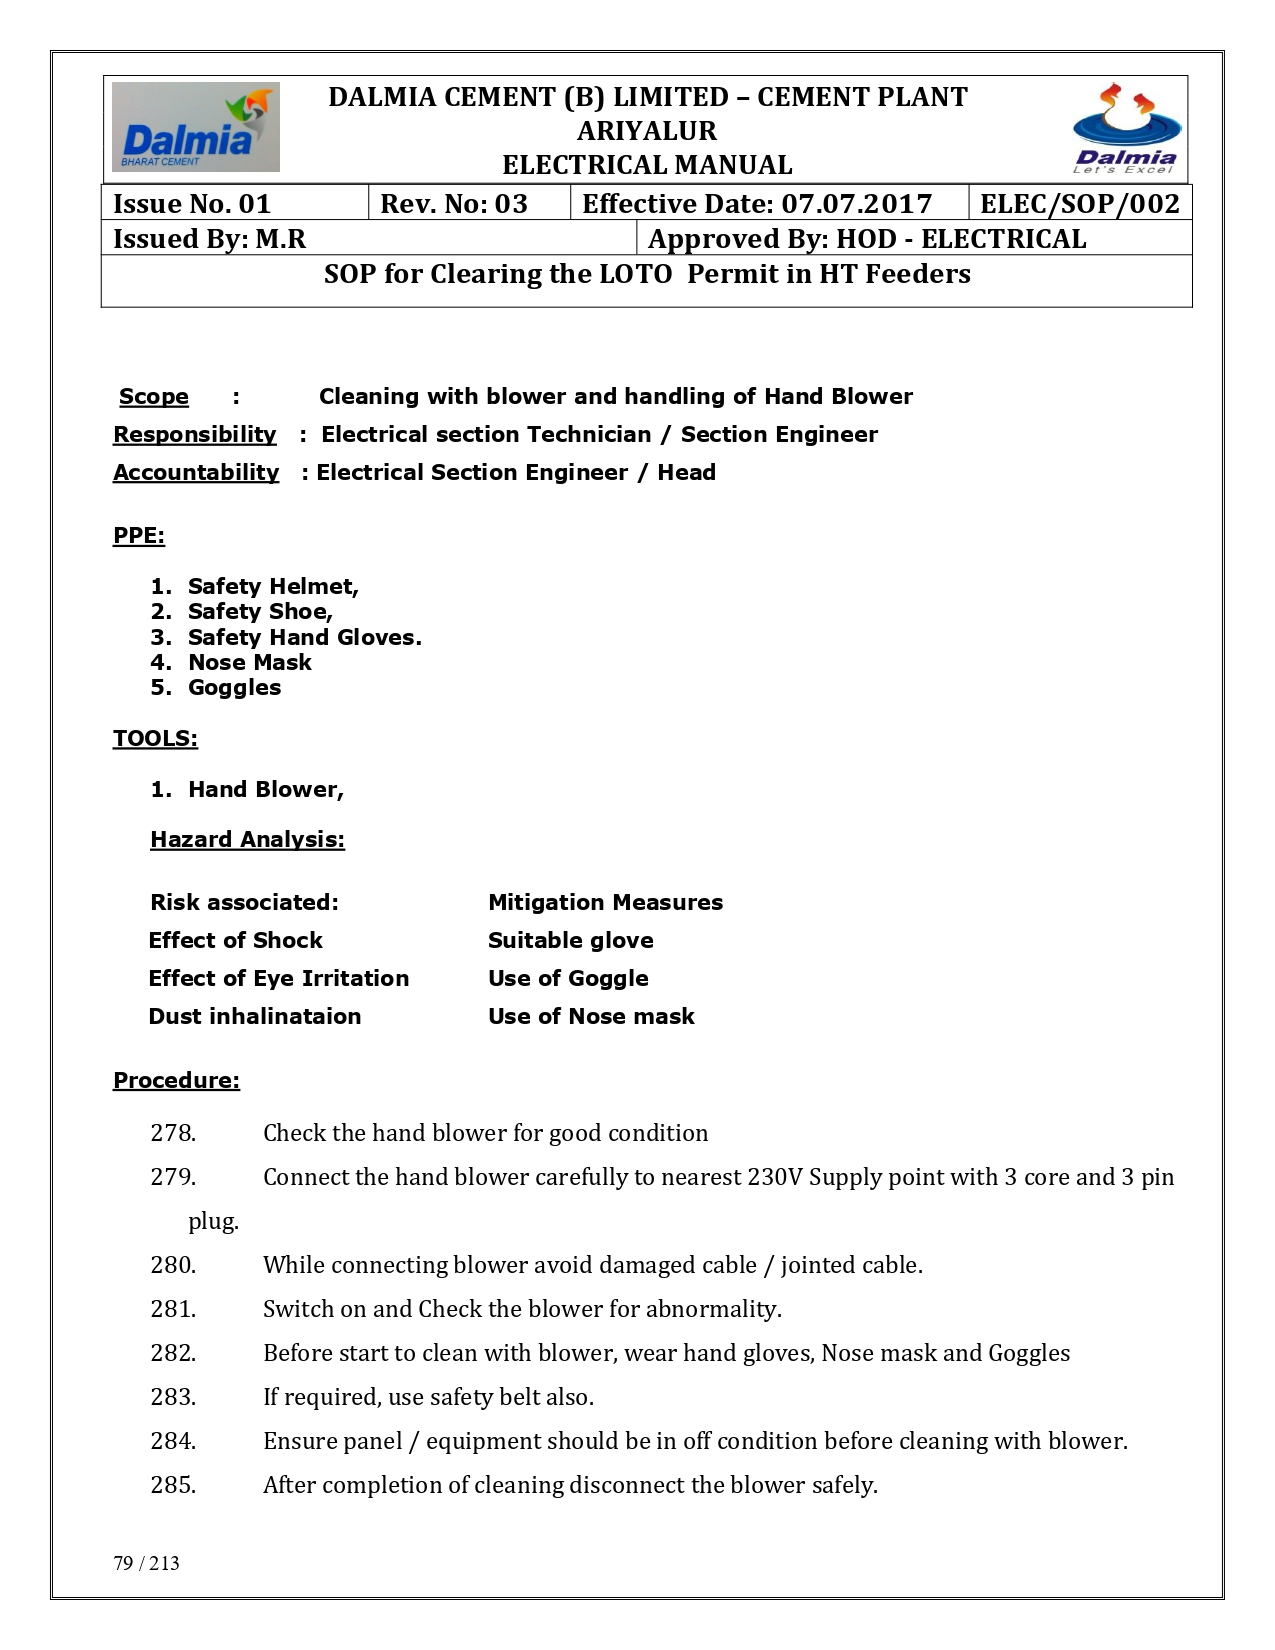 Dalmia
BHARAT CEMENT
DALMIA CEMENT (B) LIMITED – CEMENT PLANT
ARIYALUR
ELECTRICAL MANUAL
Dalmia
Let's Excel
Issue No. 01 Rev. No: 03 Effective Date: 07.07.2017 ELEC/SOP/002
Issued By: M.R Approved By: HOD - ELECTRICAL
SOP for Clearing the LOTO Permit in HT Feeders
Scope : Cleaning with blower and handling of Hand Blower
Responsibility : Electrical section Technician / Section Engineer
Accountability : Electrical Section Engineer / Head
PPE:
1. Safety Helmet,
2. Safety Shoe,
3. Safety Hand Gloves.
4. Nose Mask
5. Goggles
TOOLS:
1. Hand Blower,
Hazard Analysis:
Risk associated: Mitigation Measures
Effect of Shock Suitable glove
Effect of Eye Irritation Use of Goggle
Dust inhalinataion Use of Nose mask
Procedure:
278. Check the hand blower for good condition
279. Connect the hand blower carefully to nearest 230V Supply point with 3 core and 3 pin
plug.
280. While connecting blower avoid damaged cable / jointed cable.
281. Switch on and Check the blower for abnormality.
282. Before start to clean with blower, wear hand gloves, Nose mask and Goggles
283. If required, use safety belt also.
284. Ensure panel / equipment should be in off condition before cleaning with blower.
285. After completion of cleaning disconnect the blower safely.
79 / 213